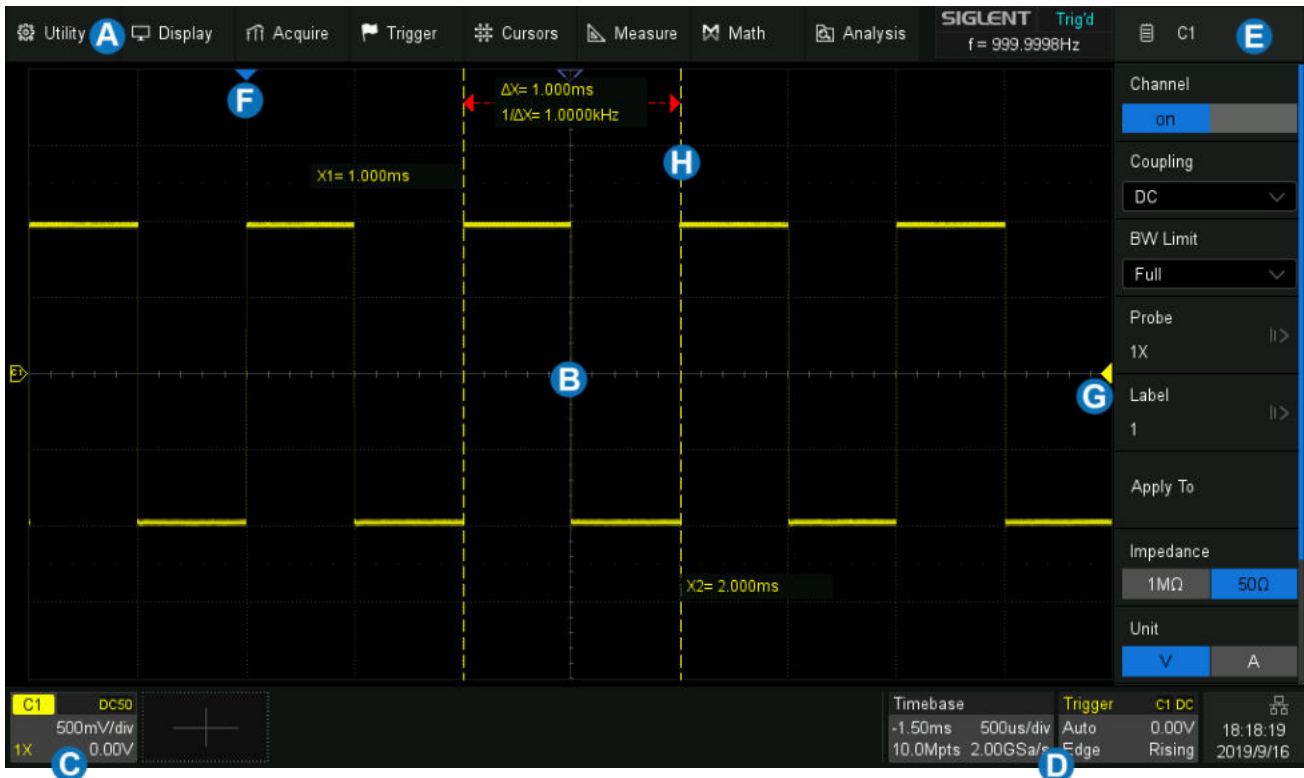 Utility A Display Acquire Trigger Cursors Measure Math Analysis
SIGLENT Trig'd
f = 999.9998Hz
C1 E
F
ΔX= 1.000ms
1/ΔX= 1.0000kHz
H
X1= 1.000ms
C1
B
G
X2= 2.000ms
Channel
on
Coupling
DC
BW Limit
Full
Probe
1X
Label
1
Apply To
Impedance
1MΩ 50Ω
Unit
V A
C1 DC50
500mV/div
1X 0.00V
C
Timebase
-1.50ms 500us/div
10.0Mpts 2.00GSa/s
Trigger C1 DC
Auto 0.00V
Edge Rising
D
18:18:19
2019/9/16